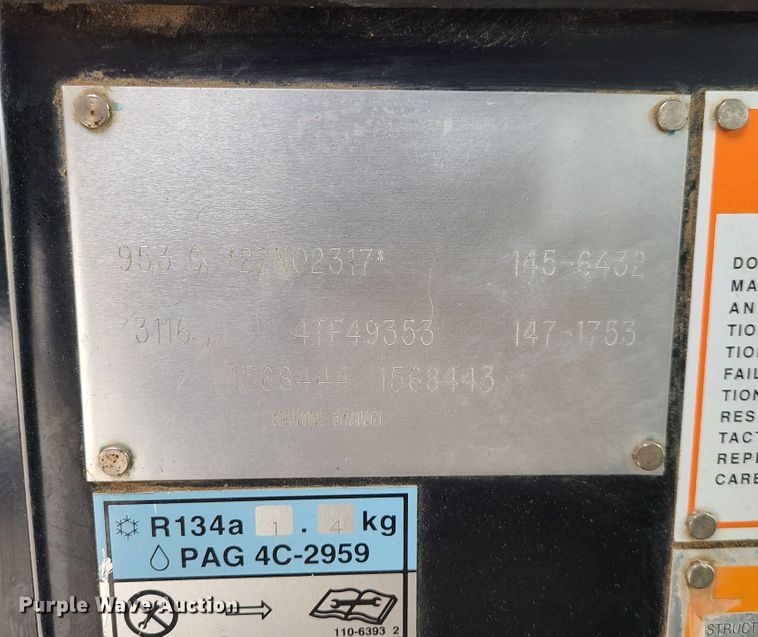 953 C *2ZN02317* 145-6432
3116 4TF49353 147-1753
1568444 1568443
R134a 1.4 kg
PAG 4C-2959
110-6393 2
DO
MA
AN
TION
TION
FAIL
TION
RES
TACT
REPE
CARE
STRUCT
Purple Wave Auction